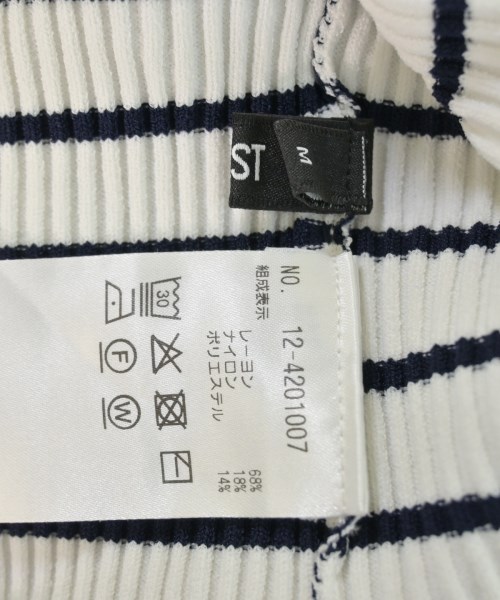 ST
M
NO. 12-4201007
組成表示
レーヨン 68%
ナイロン 18%
ポリエステル 14%
30
F
W